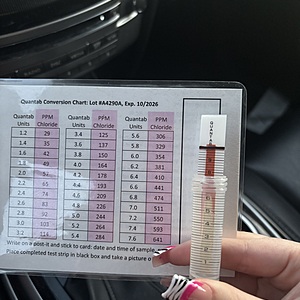 Quantab Conversion Chart: Lot #A4290A, Exp. 10/2026
Quantab Units PPM Chloride Quantab Units PPM Chloride Quantab Units PPM Chloride
1.2 29 3.4 125 5.6 306
1.4 35 3.6 137 5.8 330
1.6 42 3.8 150 6.0 354
1.8 49 4.0 164 6.2 381
2.0 57 4.2 178 6.4 410
2.2 65 4.4 193 6.6 441
2.4 74 4.6 209 6.8 474
2.6 83 4.8 226 7.0 511
2.8 92 5.0 244 7.2 550
3.0 103 5.2 264 7.4 593
3.2 114 5.4 284 7.6 641
Write on a post-it and stick to card: date and time of sample
Place completed test strip in black box and take a picture o
QUANTAB